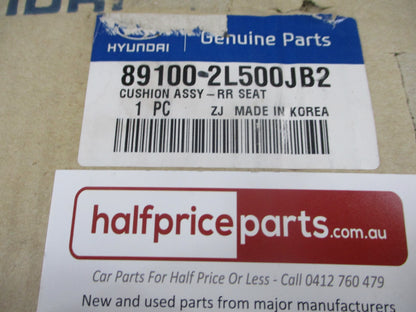 HYUNDAI
Genuine Parts
89100-2L500JB2
CUSHION ASSY-RR SEAT
1 PC ZJ MADE IN KOREA
halfpriceparts.com.au
Car Parts For Half Price Or Less - Call 0412 760 479
New and used parts from major manufacturers